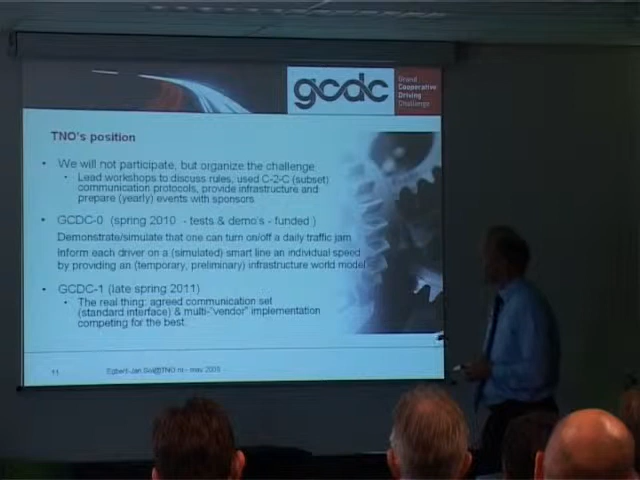 gcdc
Grand
Cooperative
Driving
Challenge
TNO's position
• We will not participate, but organize the challenge
• Lead workshops to discuss rules, used C-2-C (subset)
communication protocols, provide infrastructure and
prepare (yearly) events with sponsors
• GCDC-0 (spring 2010 - tests & demo's - funded )
Demonstrate/simulate that one can turn on/off a daily traffic jam
Inform each driver on a (simulated) smart line an individual speed
by providing an (temporary, preliminary) infrastructure world model
• GCDC-1 (late spring 2011)
• The real thing: agreed communication set
(standard interface) & multi-"vendor" implementation
competing for the best.
11 Egbert-Jan Sol@TNO.nl - may 2009